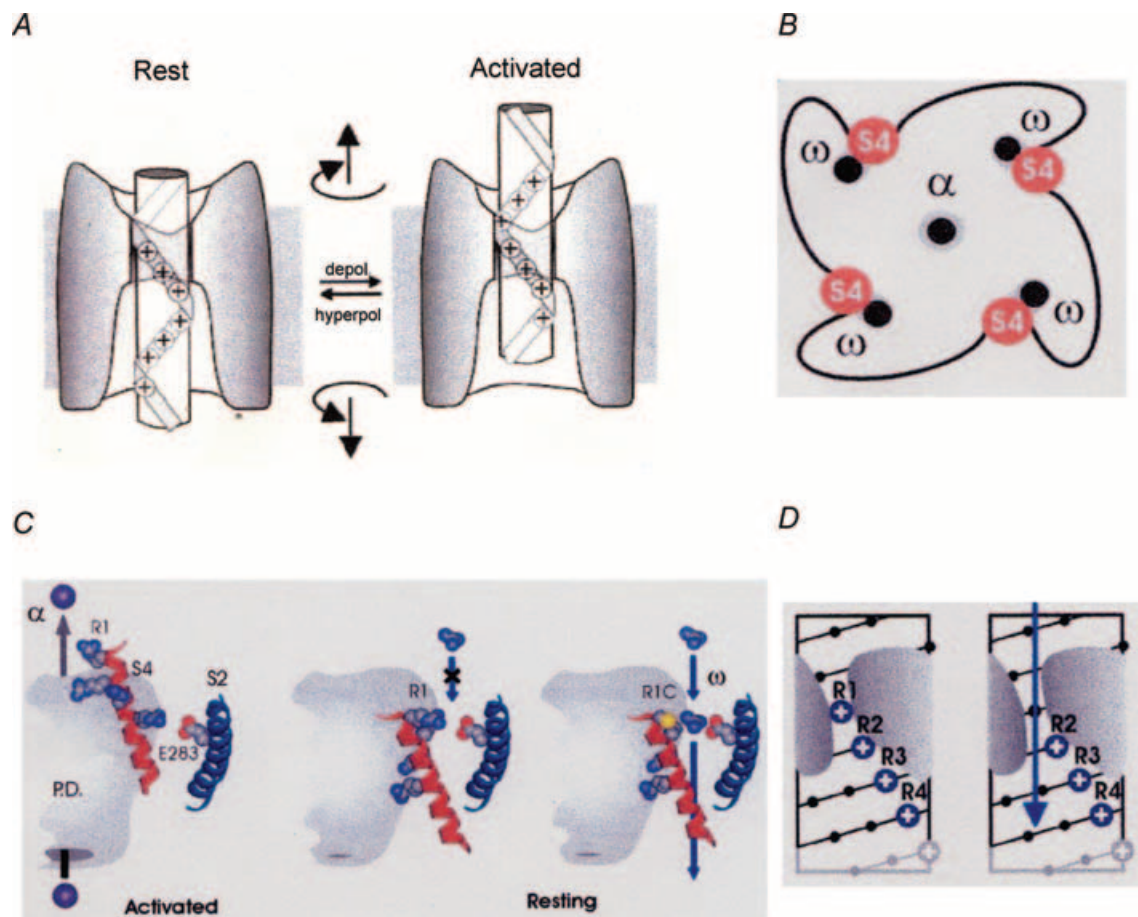 A
Rest
Activated
+ + + + + +
+ + + + + +
depol
hyperpol
B
S4 ω
ω S4
α
S4 ω
ω S4
C
α
R1
S4
S2
E283
P.D.
R1
R1C
ω
Activated
Resting
D
R1
R2
R3
R4
+ + + + +
R2
R3
R4
+ + + +